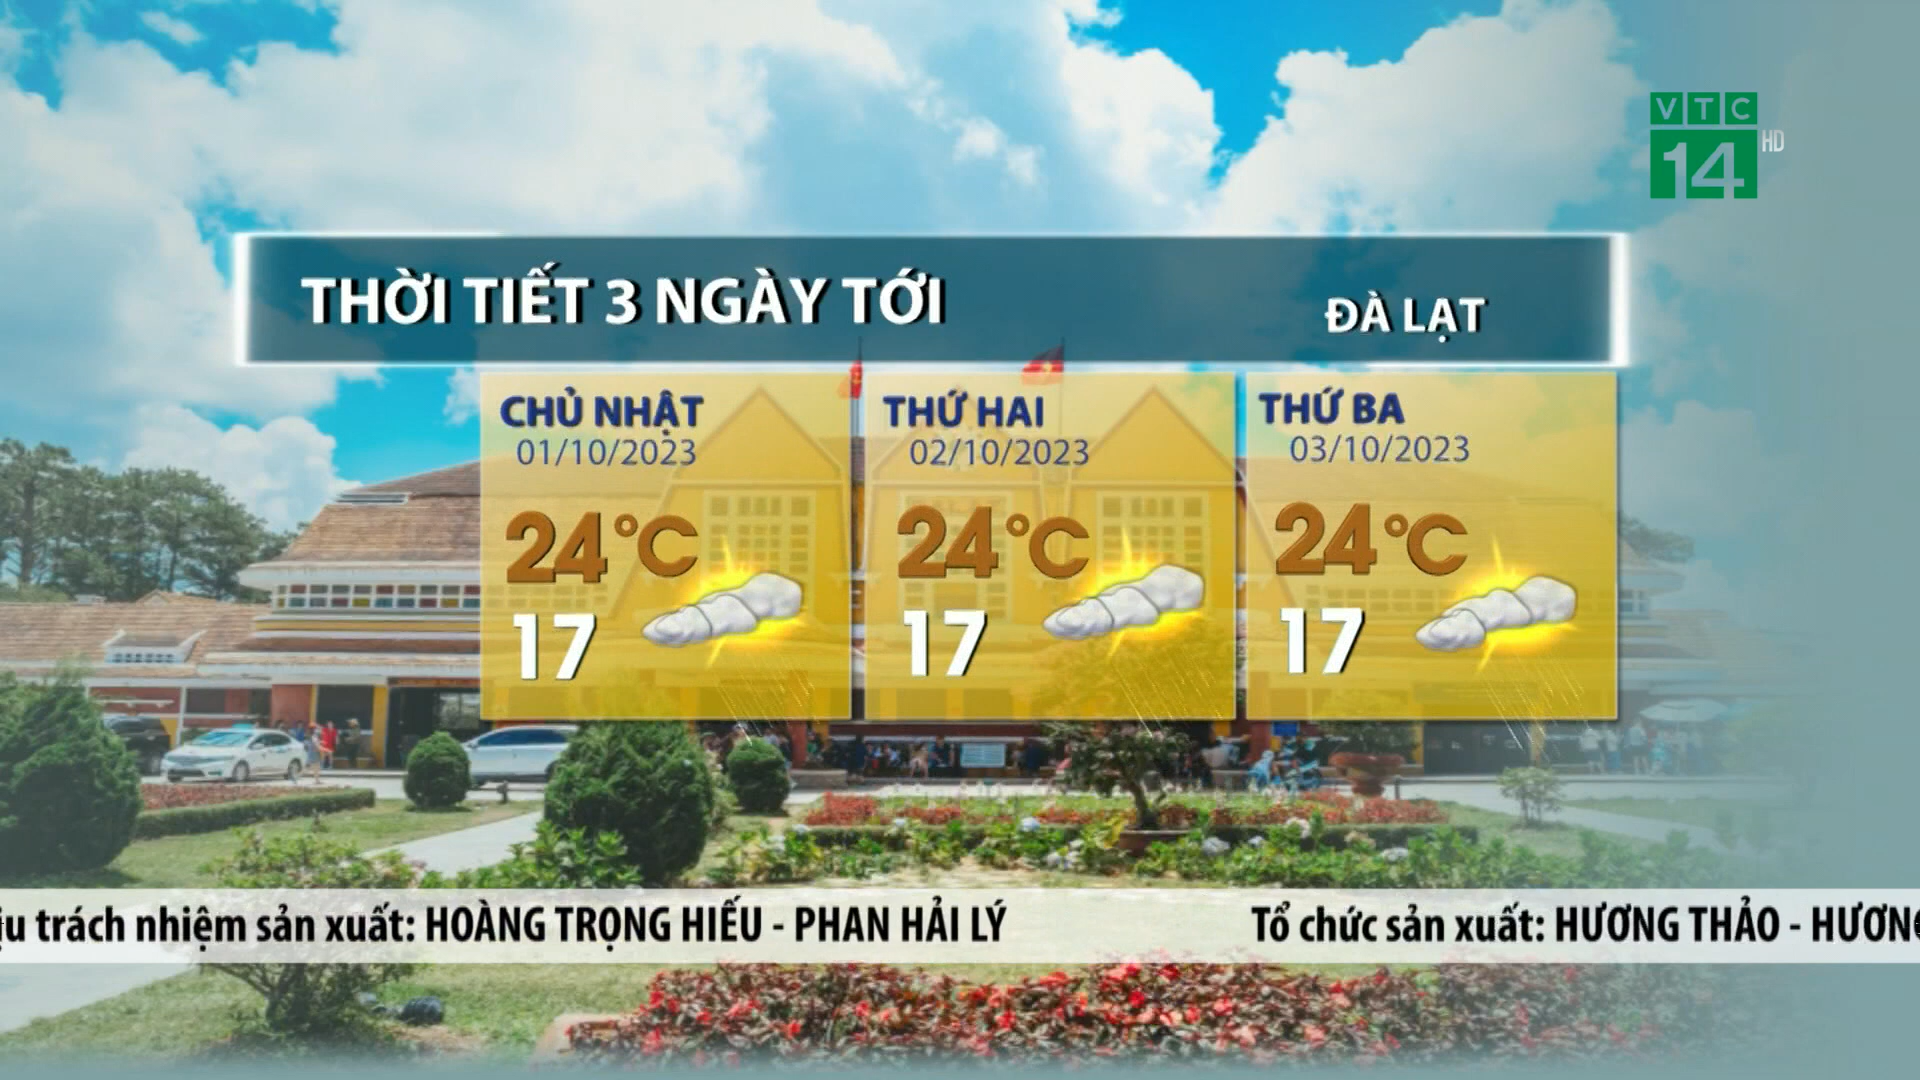 VTC
14 HD
THỜI TIẾT 3 NGÀY TỚI
ĐÀ LẠT
CHỦ NHẬT
01/10/2023
24°C
17
THỨ HAI
02/10/2023
24°C
17
THỨ BA
03/10/2023
24°C
17
trách nhiệm sản xuất: HOÀNG TRỌNG HIẾU - PHAN HẢI LÝ
Tổ chức sản xuất: HƯƠNG THẢO - HƯƠNG